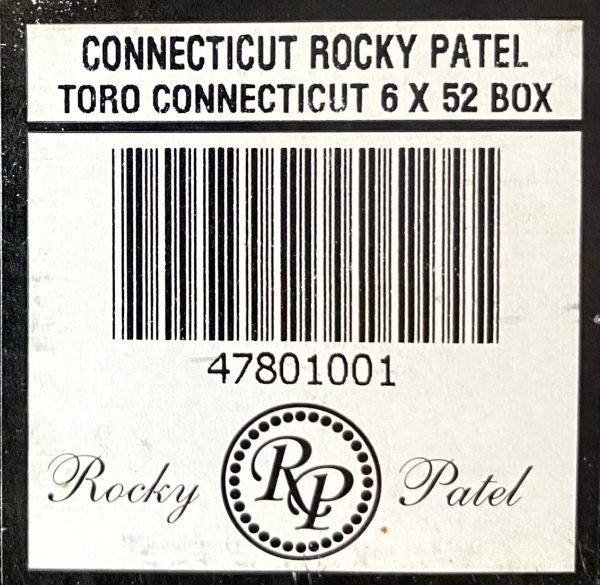 CONNECTICUT ROCKY PATEL
TORO CONNECTICUT 6 X 52 BOX
47801001
Rocky RP Patel